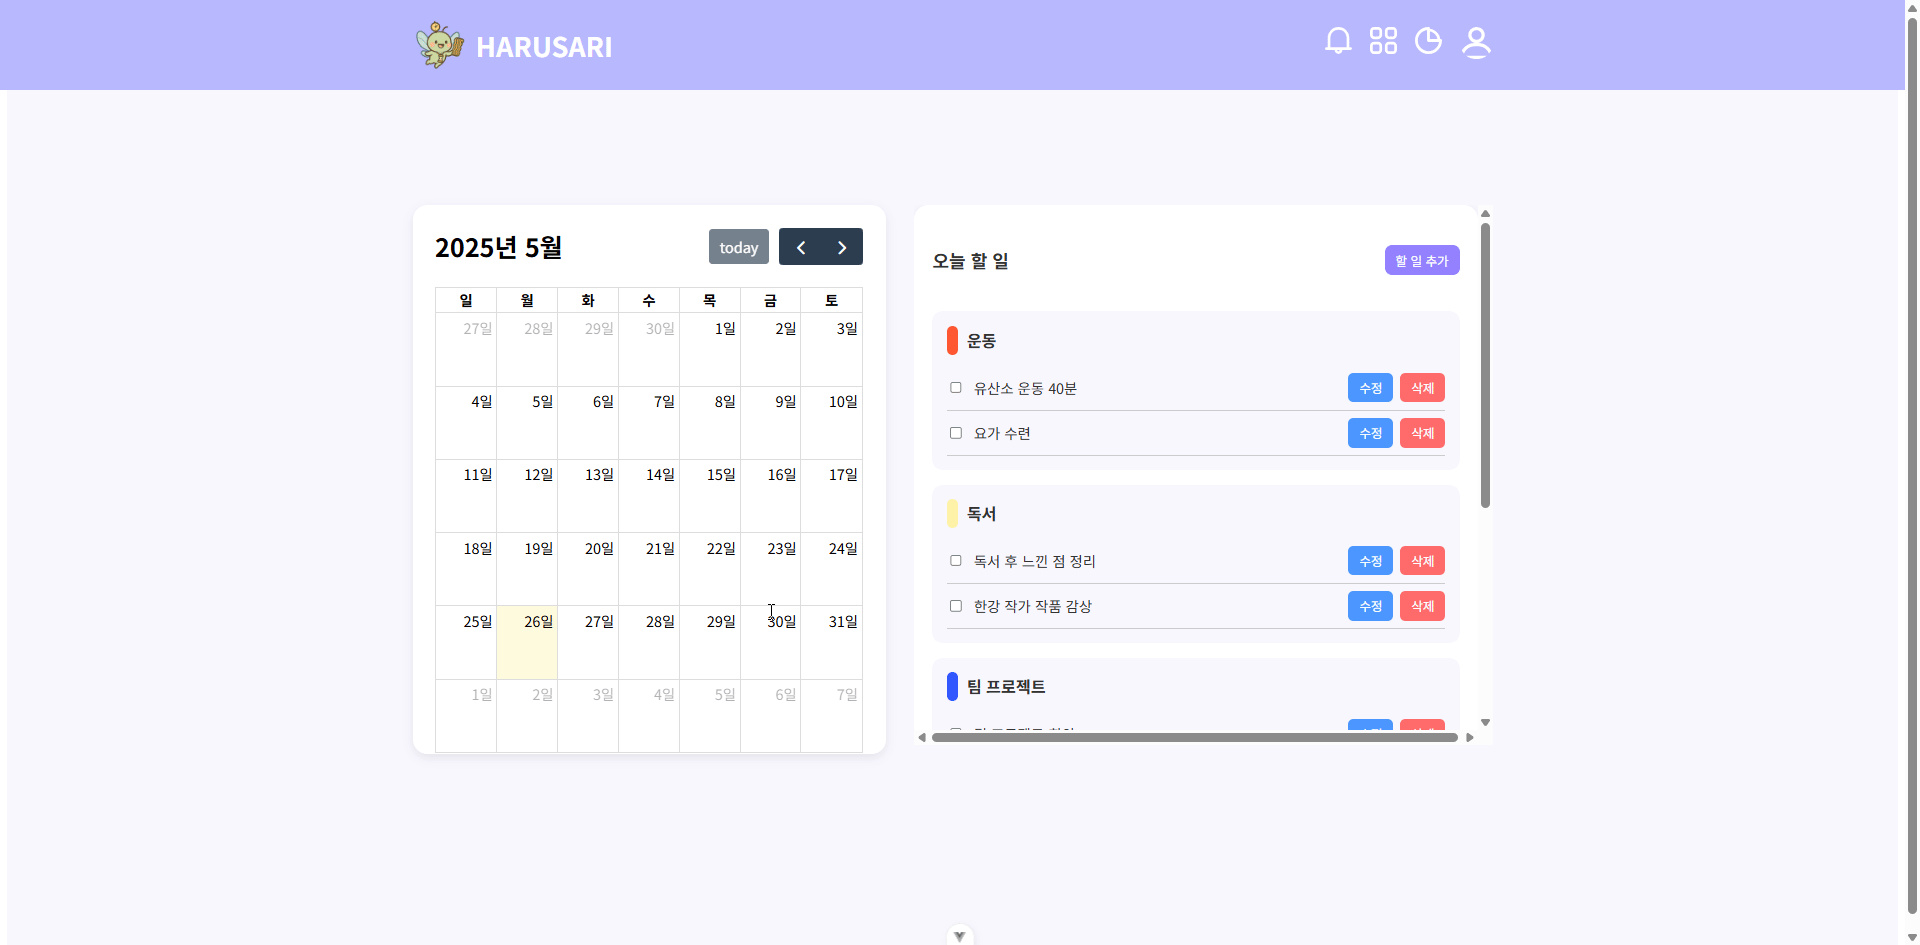 HARUSARI
2025년 5월
today
일 월 화 수 목 금 토
27일 28일 29일 30일 1일 2일 3일
4일 5일 6일 7일 8일 9일 10일
11일 12일 13일 14일 15일 16일 17일
18일 19일 20일 21일 22일 23일 24일
25일 26일 27일 28일 29일 30일 31일
1일 2일 3일 4일 5일 6일 7일
오늘 할 일
할 일 추가
운동
유산소 운동 40분 수정 삭제
요가 수련 수정 삭제
독서
독서 후 느낀 점 정리 수정 삭제
한강 작가 작품 감상 수정 삭제
팀 프로젝트